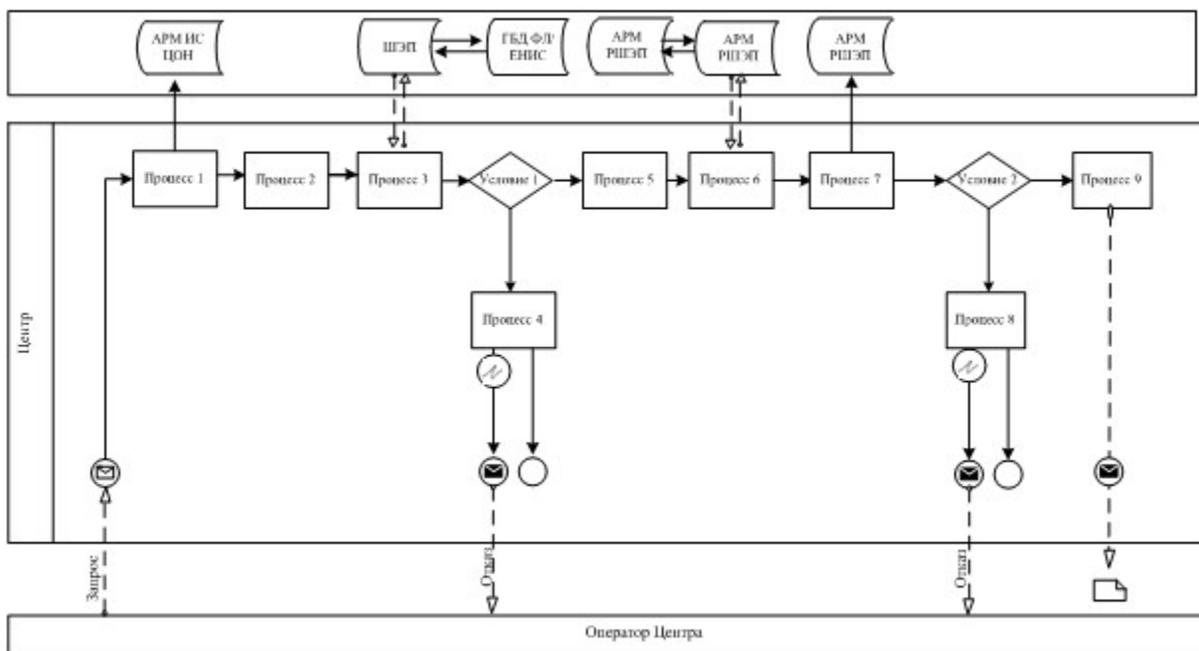 АРМ ИС
ЦОН
ШЭП
ГБД ФЛ/
ЕНИС
АРМ
РШЭП
АРМ
РШЭП
АРМ
РШЭП
Центр
Процесс 1
Процесс 2
Процесс 3
Условие 1
Процесс 5
Процесс 6
Процесс 7
Условие 2
Процесс 9
Процесс 4
Процесс 8
Запрос
Отказ
Отказ
Оператор Центра